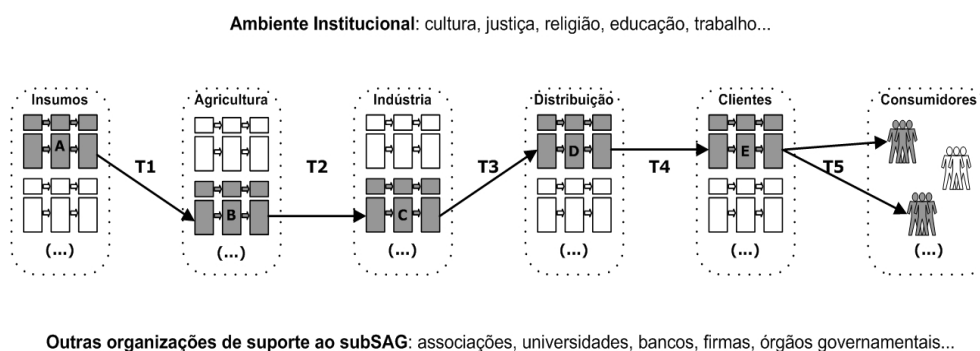 Ambiente Institucional: cultura, justiça, religião, educação, trabalho...
Insumos Agricultura Indústria Distribuição Clientes Consumidores
A T1 T2 T3 D T4 E T5
B C
(...) (...) (...) (...) (...) (...)
Outras organizações de suporte ao subSAG: associações, universidades, bancos, firmas, órgãos governamentais...